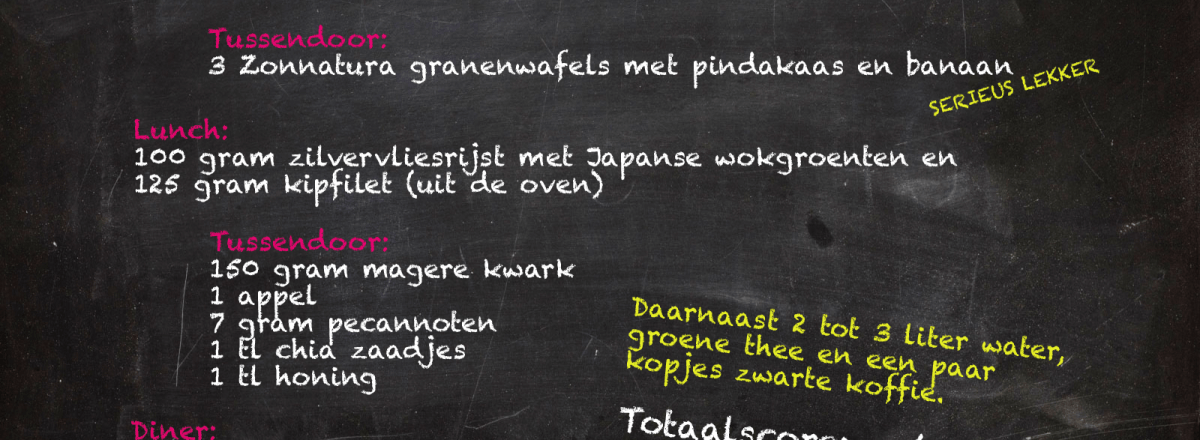 Tussendoor:
3 Zonnatura granenwafels met pindakaas en banaan
SERIEUS LEKKER
Lunch:
100 gram zilvervliesrijst met Japanse wokgroenten en
125 gram kipfilet (uit de oven)
Tussendoor:
150 gram magere kwark
1 appel
7 gram pecannoten
1 tl chia zaadjes
1 tl honing
Daarnaast 2 tot 3 liter water,
groene thee en een paar
kopjes zwarte koffie.
Diner: